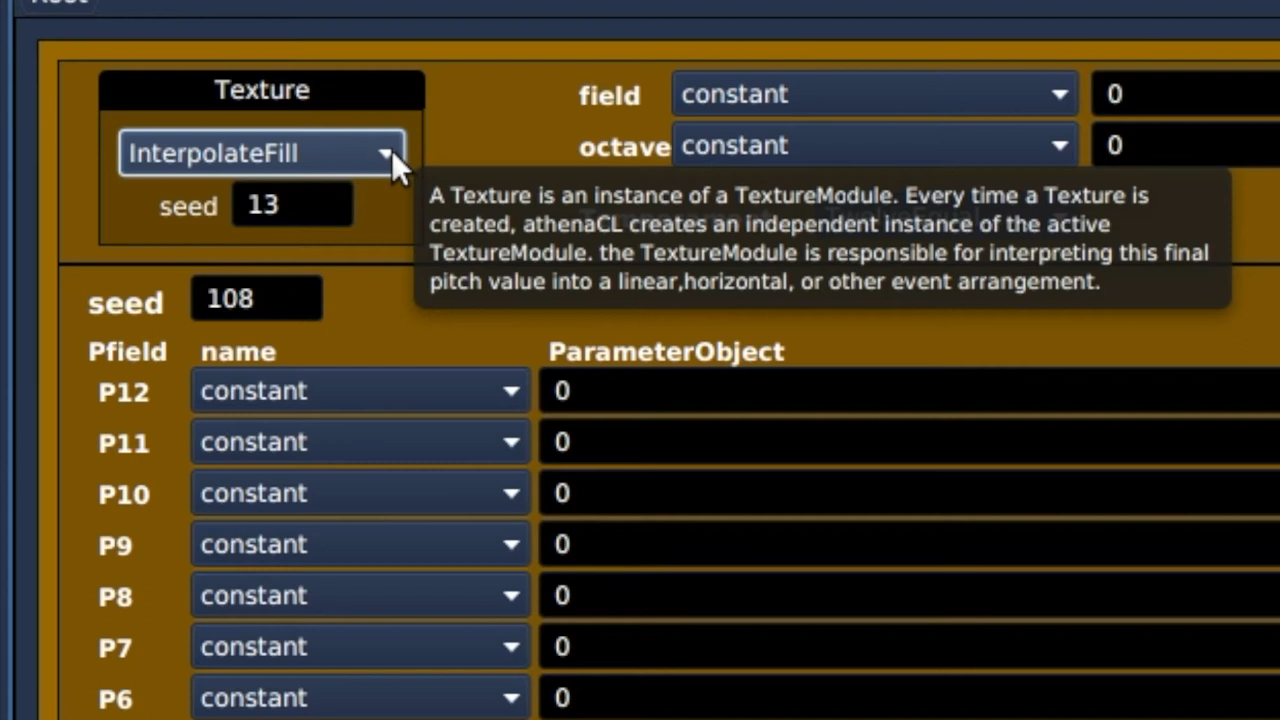 Texture
field constant 0
InterpolateFill
octave constant 0
seed 13
A Texture is an instance of a TextureModule. Every time a Texture is
created, athenaCL creates an independent instance of the active
TextureModule. the TextureModule is responsible for interpreting this final
pitch value into a linear,horizontal, or other event arrangement.
seed 108
Pfield name ParameterObject
P12 constant 0
P11 constant 0
P10 constant 0
P9 constant 0
P8 constant 0
P7 constant 0
P6 constant 0